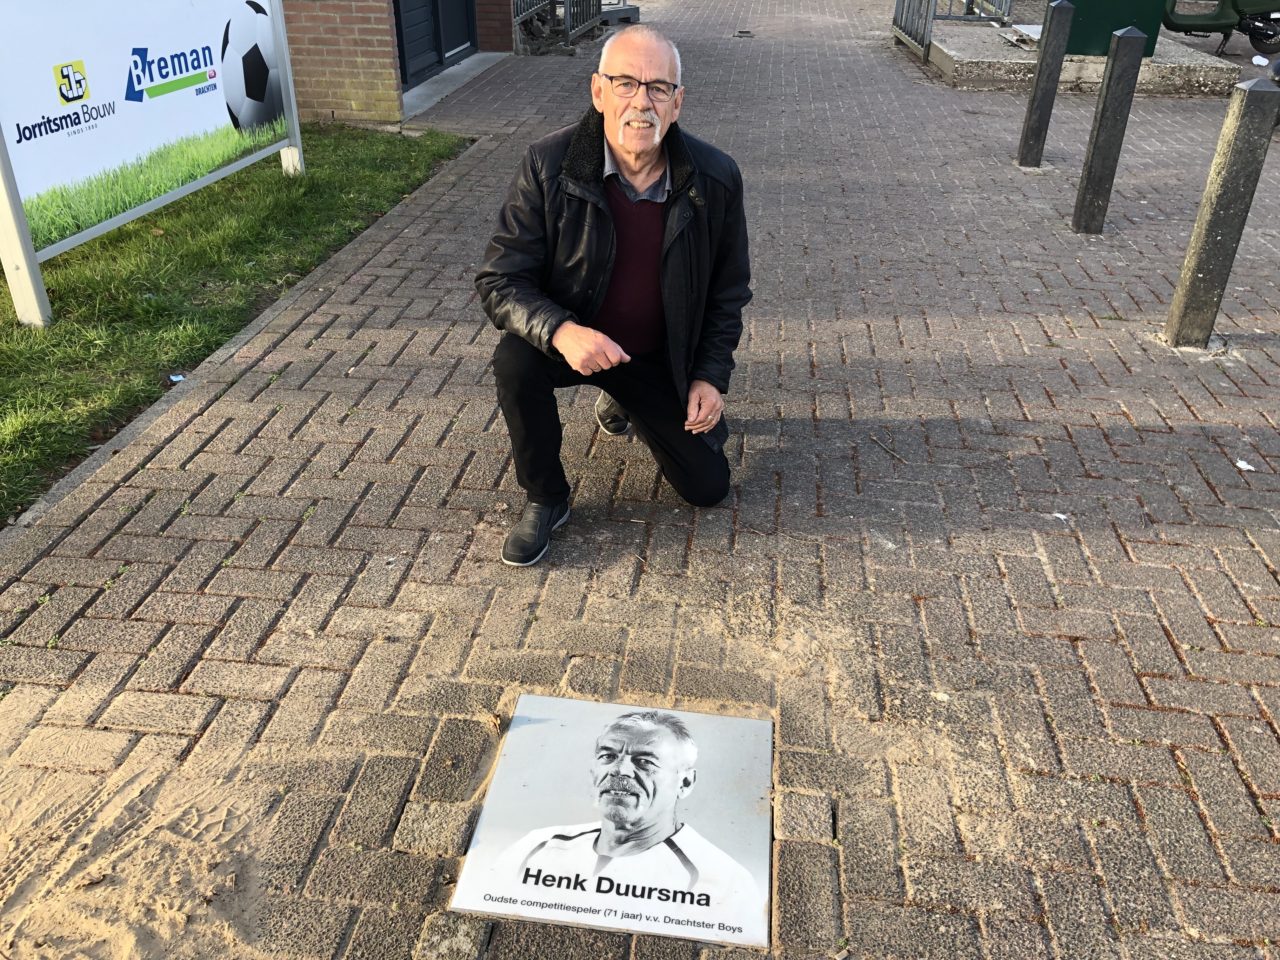 Jorritsma Bouw
SINDS 1880
Breman
DRACHTEN
Henk Duursma
Oudste competitiespeler (71 jaar) v.v. Drachtster Boys